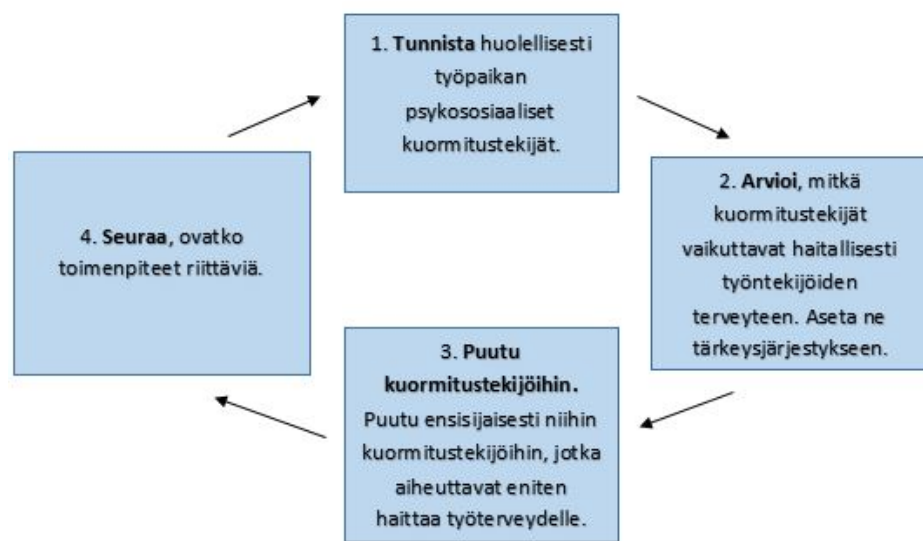 1. Tunnista huolellisesti
työpaikan
psykososiaaliset
kuormitustekijät.
2. Arvioi, mitkä
kuormitustekijät
vaikuttavat haitallisesti
työntekijöiden
terveyteen. Aseta ne
tärkeysjärjestykseen.
3. Puutu
kuormitustekijöihin.
Puutu ensisijaisesti niihin
kuormitustekijöihin, jotka
aiheuttavat eniten
haittaa työterveydelle.
4. Seuraa, ovatko
toimenpiteet riittäviä.